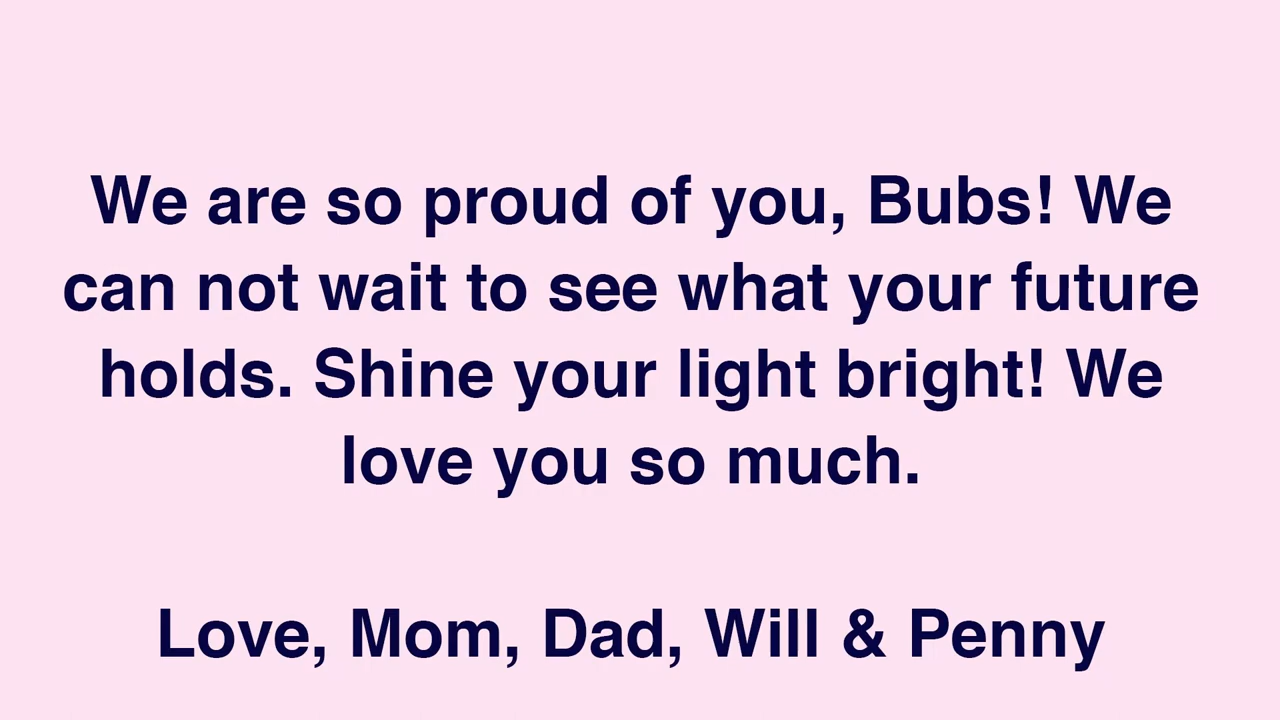 We are so proud of you, Bubs! We
can not wait to see what your future
holds. Shine your light bright! We
love you so much.
Love, Mom, Dad, Will & Penny